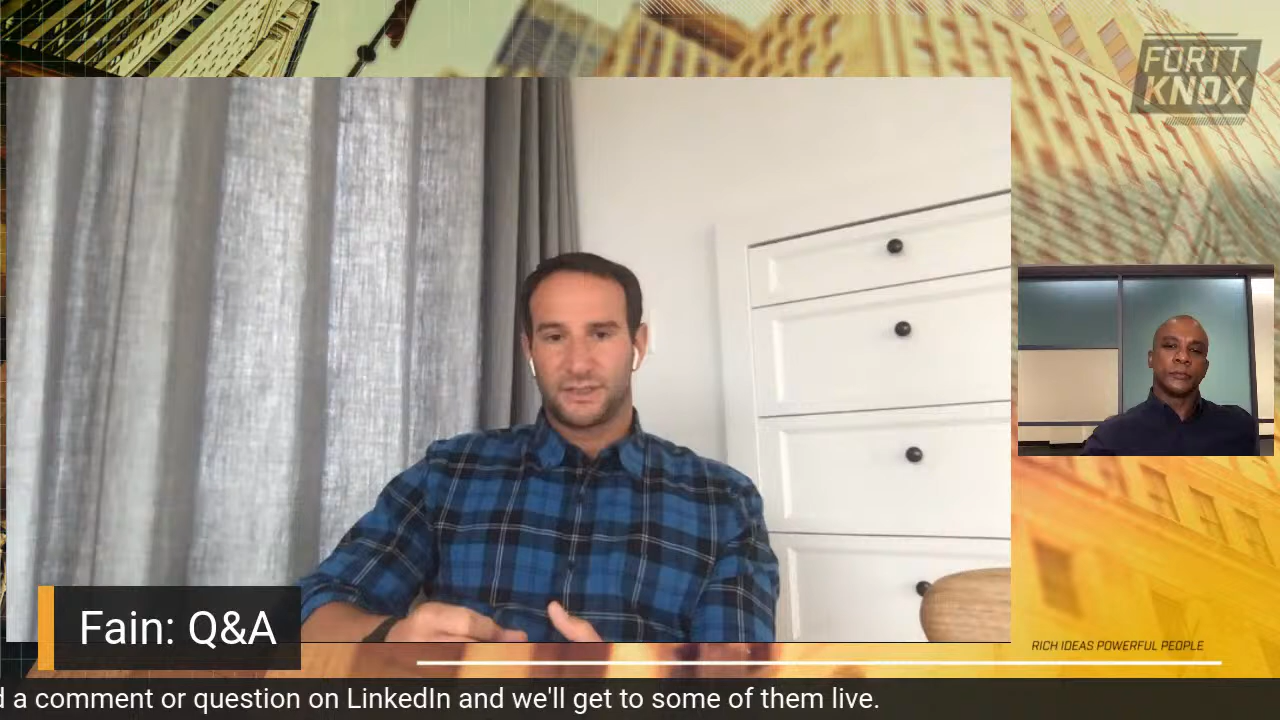 FORTT
KNOX
Fain: Q&A
RICH IDEAS POWERFUL PEOPLE
a comment or question on LinkedIn and we'll get to some of them live.